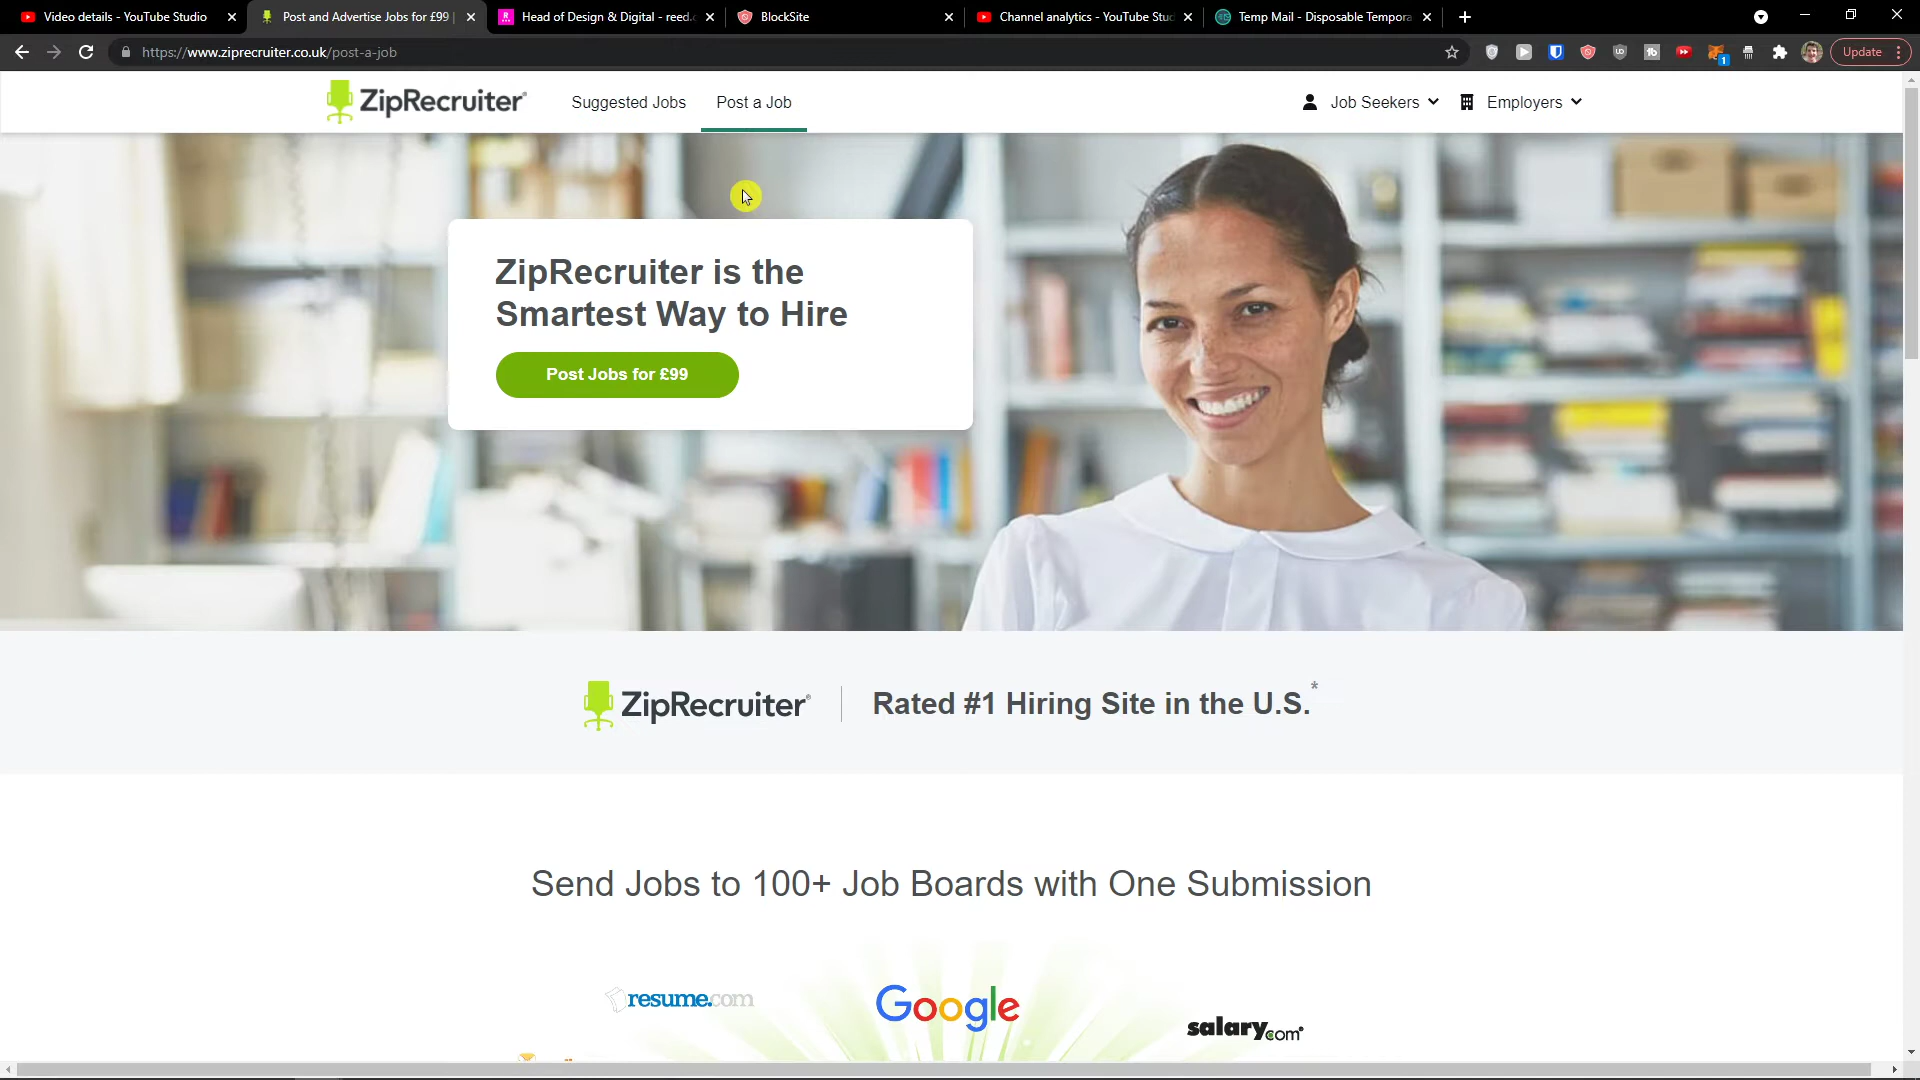 Video details - YouTube Studio
Post and Advertise Jobs for £99 |
Head of Design & Digital - reed.c
BlockSite
Channel analytics - YouTube Stu
Temp Mail - Disposable Tempora
https://www.ziprecruiter.co.uk/post-a-job
Update
1
ZipRecruiter
Suggested Jobs
Post a Job
Job Seekers
Employers
ZipRecruiter is the
Smartest Way to Hire
Post Jobs for £99
ZipRecruiter
Rated #1 Hiring Site in the U.S.*
Send Jobs to 100+ Job Boards with One Submission
resume.com
Google
salary.com